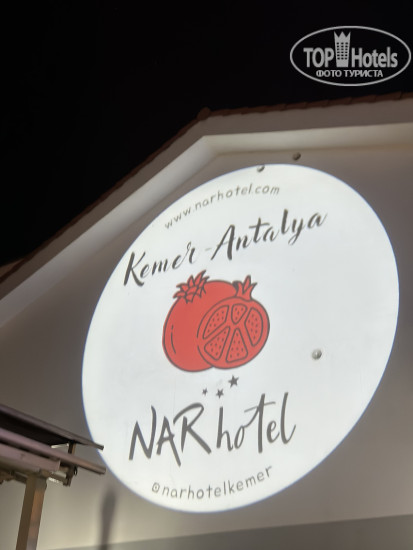 TOP Hotels
ФОТО ТУРИСТА
www.narhotel.com
Kemer-Antalya
NAR hotel
@narhotelkemer